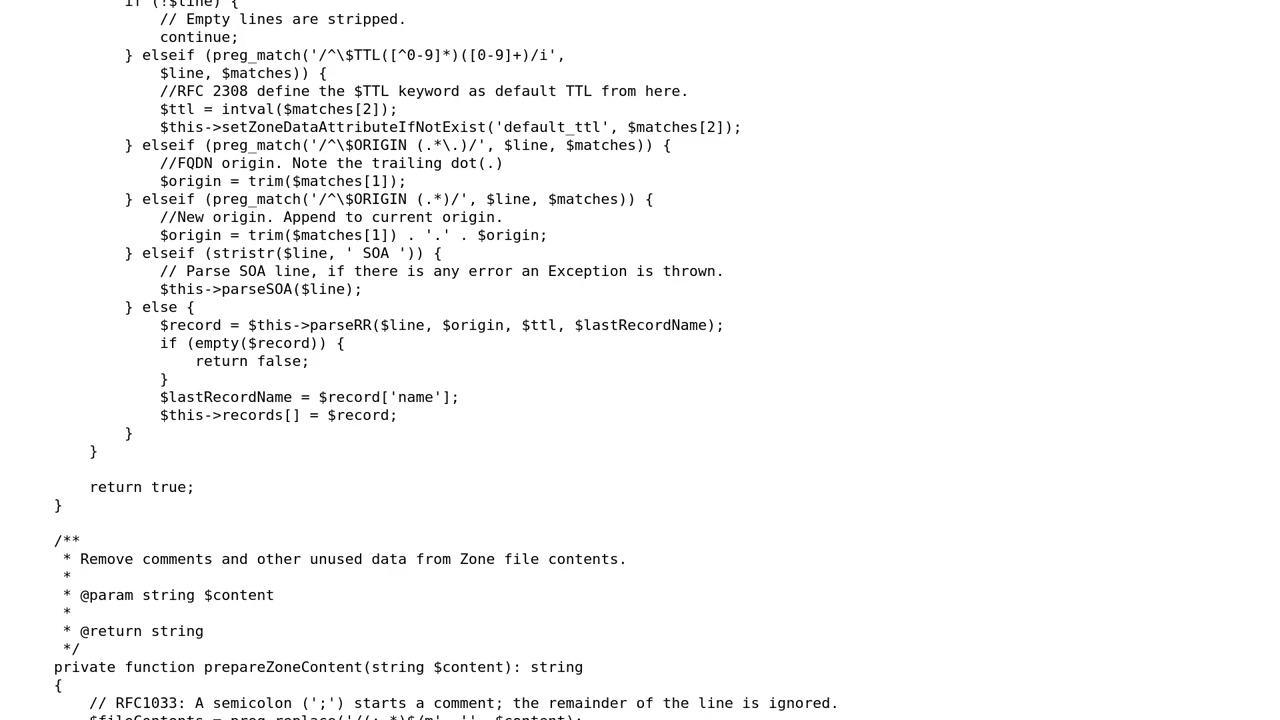 if (!$line) {
// Empty lines are stripped.
continue;
} elseif (preg_match('/^\$TTL([^0-9]*)([0-9]+)/i',
$line, $matches)) {
//RFC 2308 define the $TTL keyword as default TTL from here.
$ttl = intval($matches[2]);
$this->setZoneDataAttributeIfNotExist('default_ttl', $matches[2]);
} elseif (preg_match('/^\$ORIGIN (.*\.)/', $line, $matches)) {
//FQDN origin. Note the trailing dot(.)
$origin = trim($matches[1]);
} elseif (preg_match('/^\$ORIGIN (.*)/', $line, $matches)) {
//New origin. Append to current origin.
$origin = trim($matches[1]) . '.' . $origin;
} elseif (stristr($line, ' SOA ')) {
// Parse SOA line, if there is any error an Exception is thrown.
$this->parseSOA($line);
} else {
$record = $this->parseRR($line, $origin, $ttl, $lastRecordName);
if (empty($record)) {
return false;
}
$lastRecordName = $record['name'];
$this->records[] = $record;
}
}
return true;
}
/**
* Remove comments and other unused data from Zone file contents.
*
* @param string $content
*
* @return string
*/
private function prepareZoneContent(string $content): string
{
// RFC1033: A semicolon (';') starts a comment; the remainder of the line is ignored.
$fileContents = preg_replace('/(;.*)$/m', '', $content);